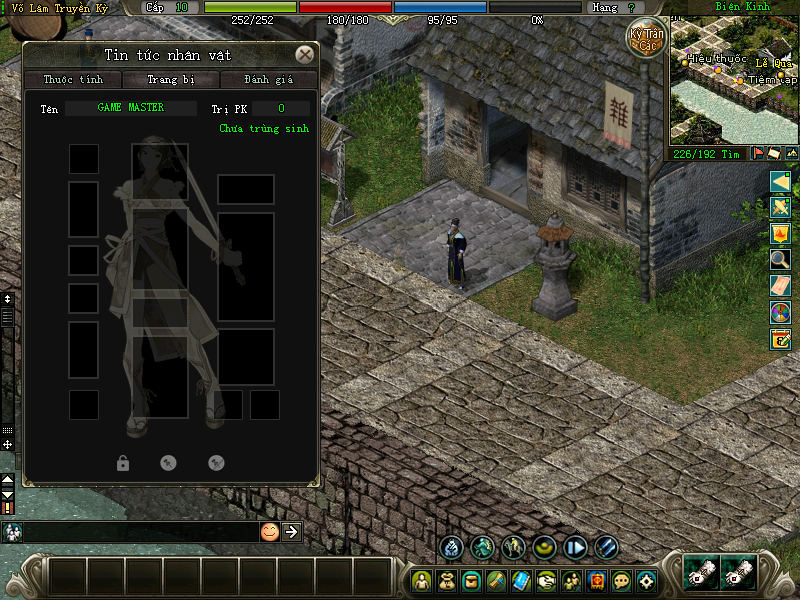 Võ Lâm Truyền Kỳ
Cấp 10
Hạng ?
Biện Kinh
252/252
180/180
95/95
0%
Kỳ Trân Các
Hiệu thuốc
Lễ Qua
Tiệm tạp
226/192 Tìm
Tin tức nhân vật
Thuộc tính
Trang bị
Đánh giá
Tên GAME MASTER
Trị PK 0
Chưa trùng sinh
雜